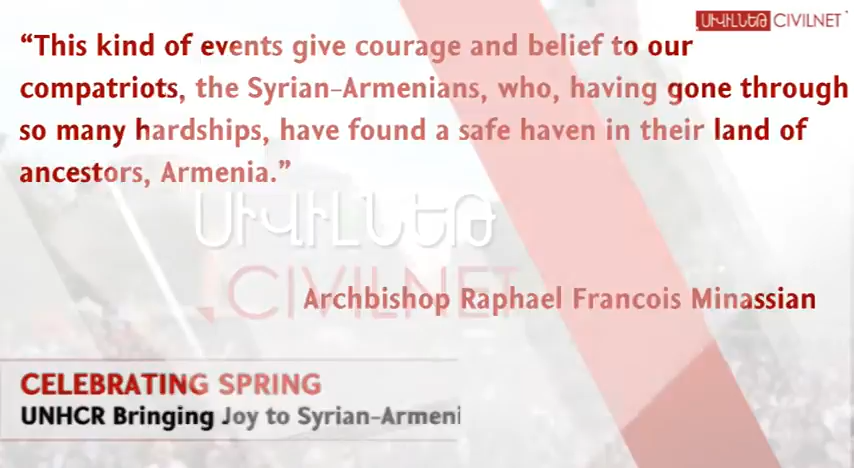 ՍԻՎԻԼՆԵԹ CIVILNET
“This kind of events give courage and belief to our
compatriots, the Syrian-Armenians, who, having gone through
so many hardships, have found a safe haven in their land of
ancestors, Armenia.”
ՍԻՎԻԼՆԵԹ
CIVILNET
Archbishop Raphael Francois Minassian
CELEBRATING SPRING
UNHCR Bringing Joy to Syrian-Armeni